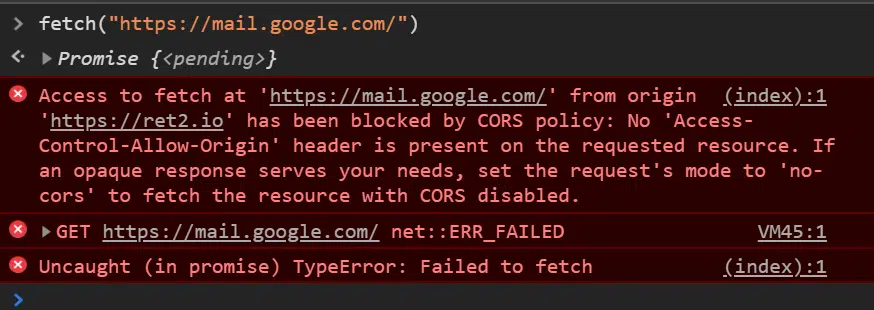 fetch("https://mail.google.com/")
Promise {<pending>}
Access to fetch at 'https://mail.google.com/' from origin (index):1
'https://ret2.io' has been blocked by CORS policy: No 'Access-
Control-Allow-Origin' header is present on the requested resource. If
an opaque response serves your needs, set the request's mode to 'no-
cors' to fetch the resource with CORS disabled.
GET https://mail.google.com/ net::ERR_FAILED VM45:1
Uncaught (in promise) TypeError: Failed to fetch (index):1